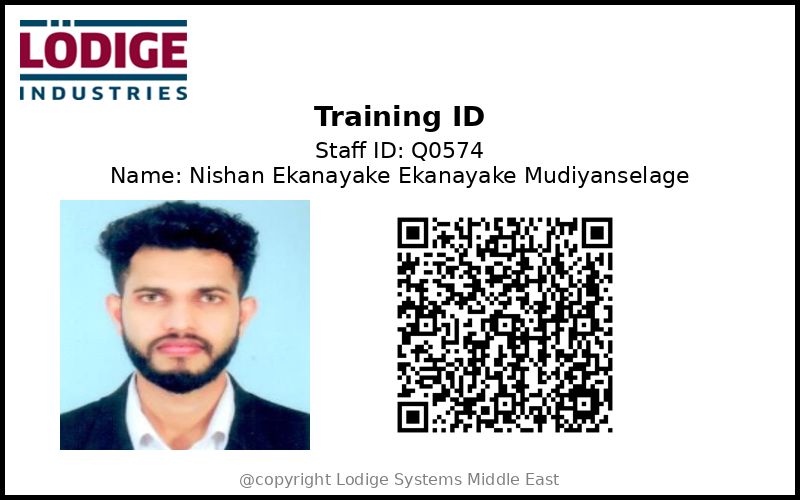 LÖDIGE
INDUSTRIES
Training ID
Staff ID: Q0574
Name: Nishan Ekanayake Ekanayake Mudiyanselage
@copyright Lodige Systems Middle East